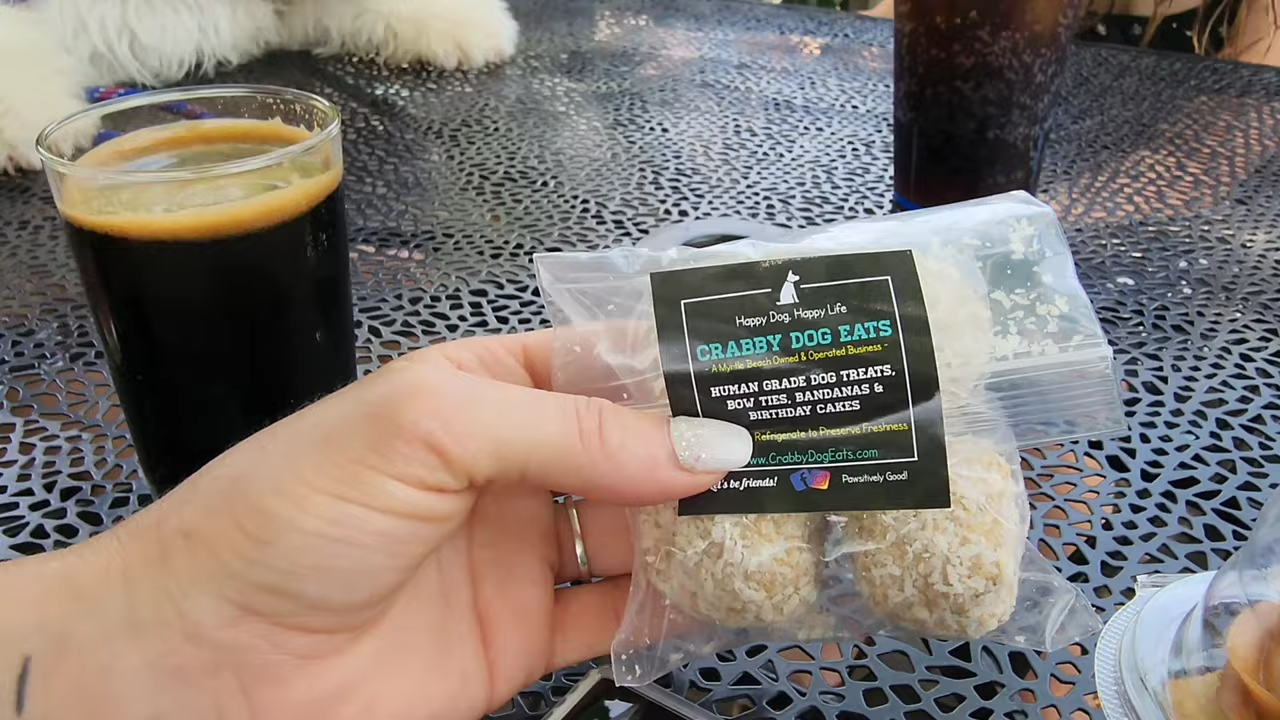 Happy Dog, Happy Life
CRABBY DOG EATS
- A Myrtle Beach Owned & Operated Business -
HUMAN GRADE DOG TREATS,
BOW TIES, BANDANAS &
BIRTHDAY CAKES
Refrigerate to Preserve Freshness
www.CrabbyDogEats.com
Let's be friends! Pawsitively Good!